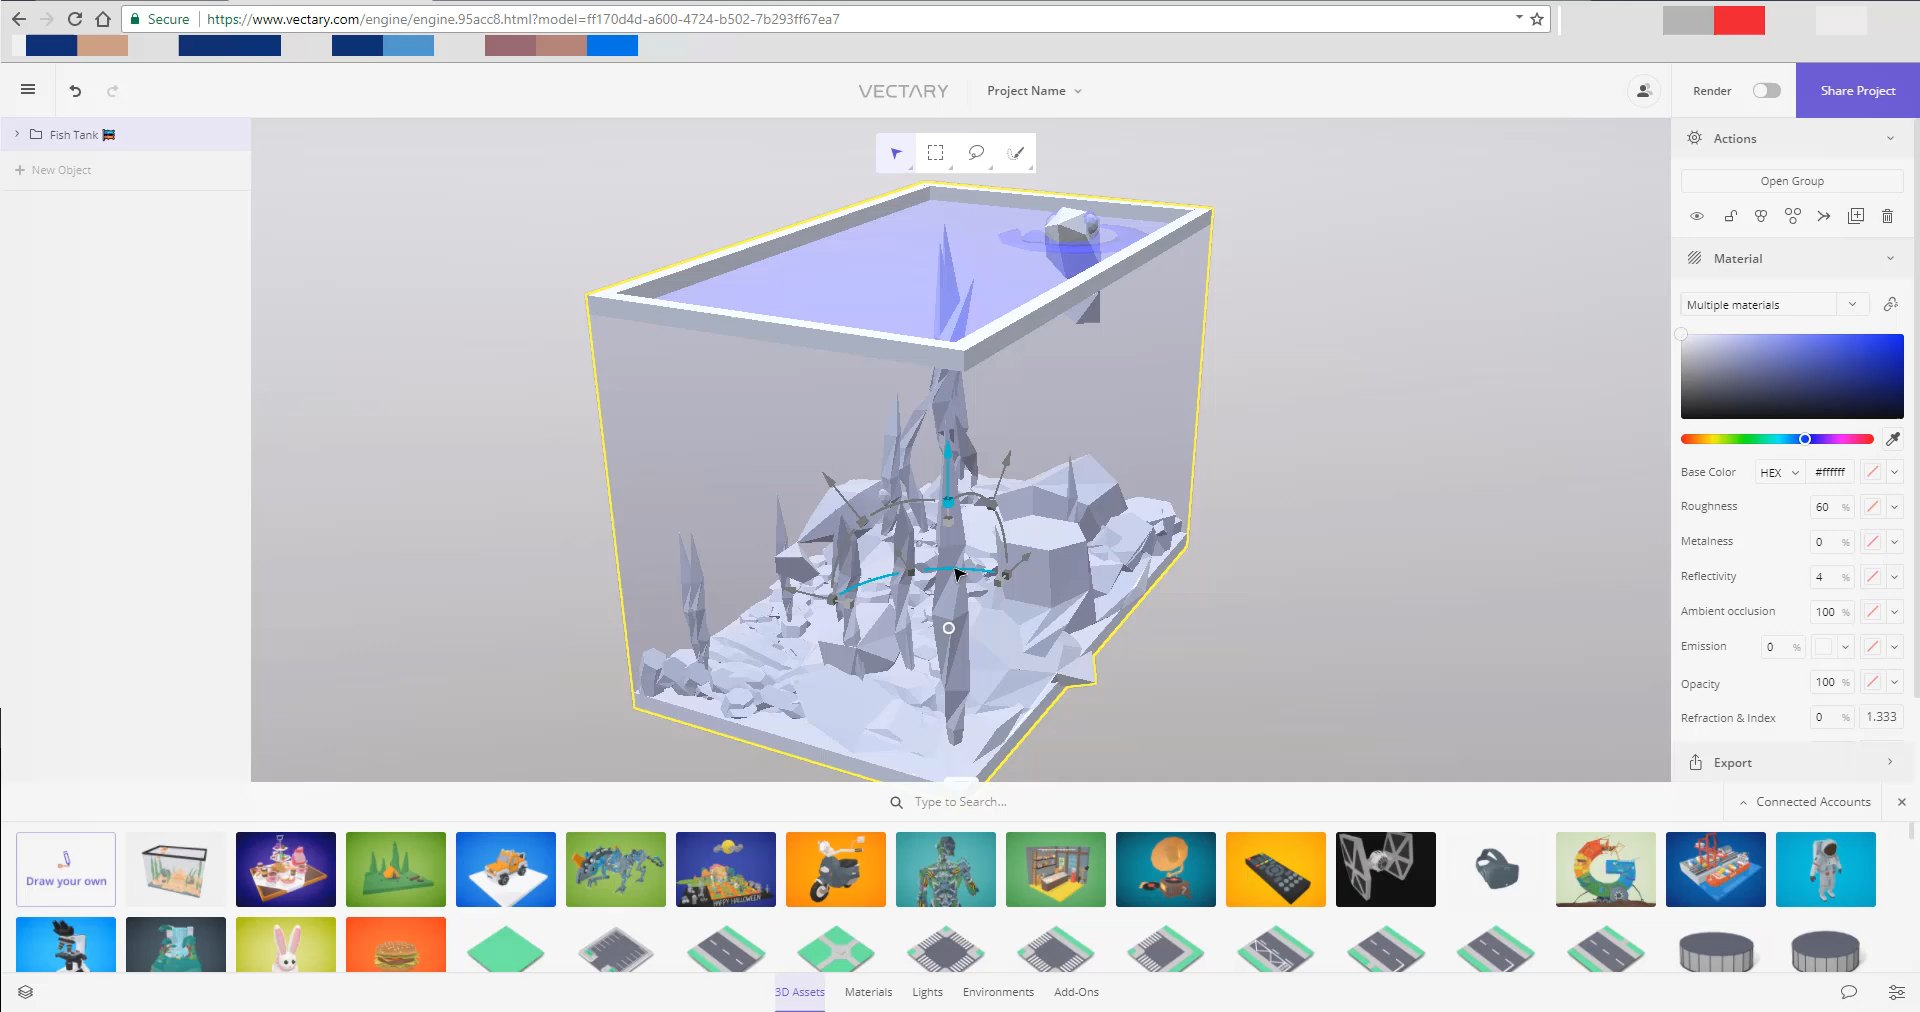 Secure
https://www.vectary.com/engine/engine.95acc8.html?model=ff170d4d-a600-4724-b502-7b293ff67ea7
VECTARY
Project Name
Render
Share Project
Fish Tank
+ New Object
Actions
Open Group
Material
Multiple materials
Base Color HEX #ffffff
Roughness 60 %
Metalness 0 %
Reflectivity 4 %
Ambient occlusion 100 %
Emission 0 %
Opacity 100 %
Refraction & Index 0 % 1.333
Export
Type to Search...
Connected Accounts
Draw your own
HAPPY HALLOWEEN
3D Assets
Materials
Lights
Environments
Add-Ons